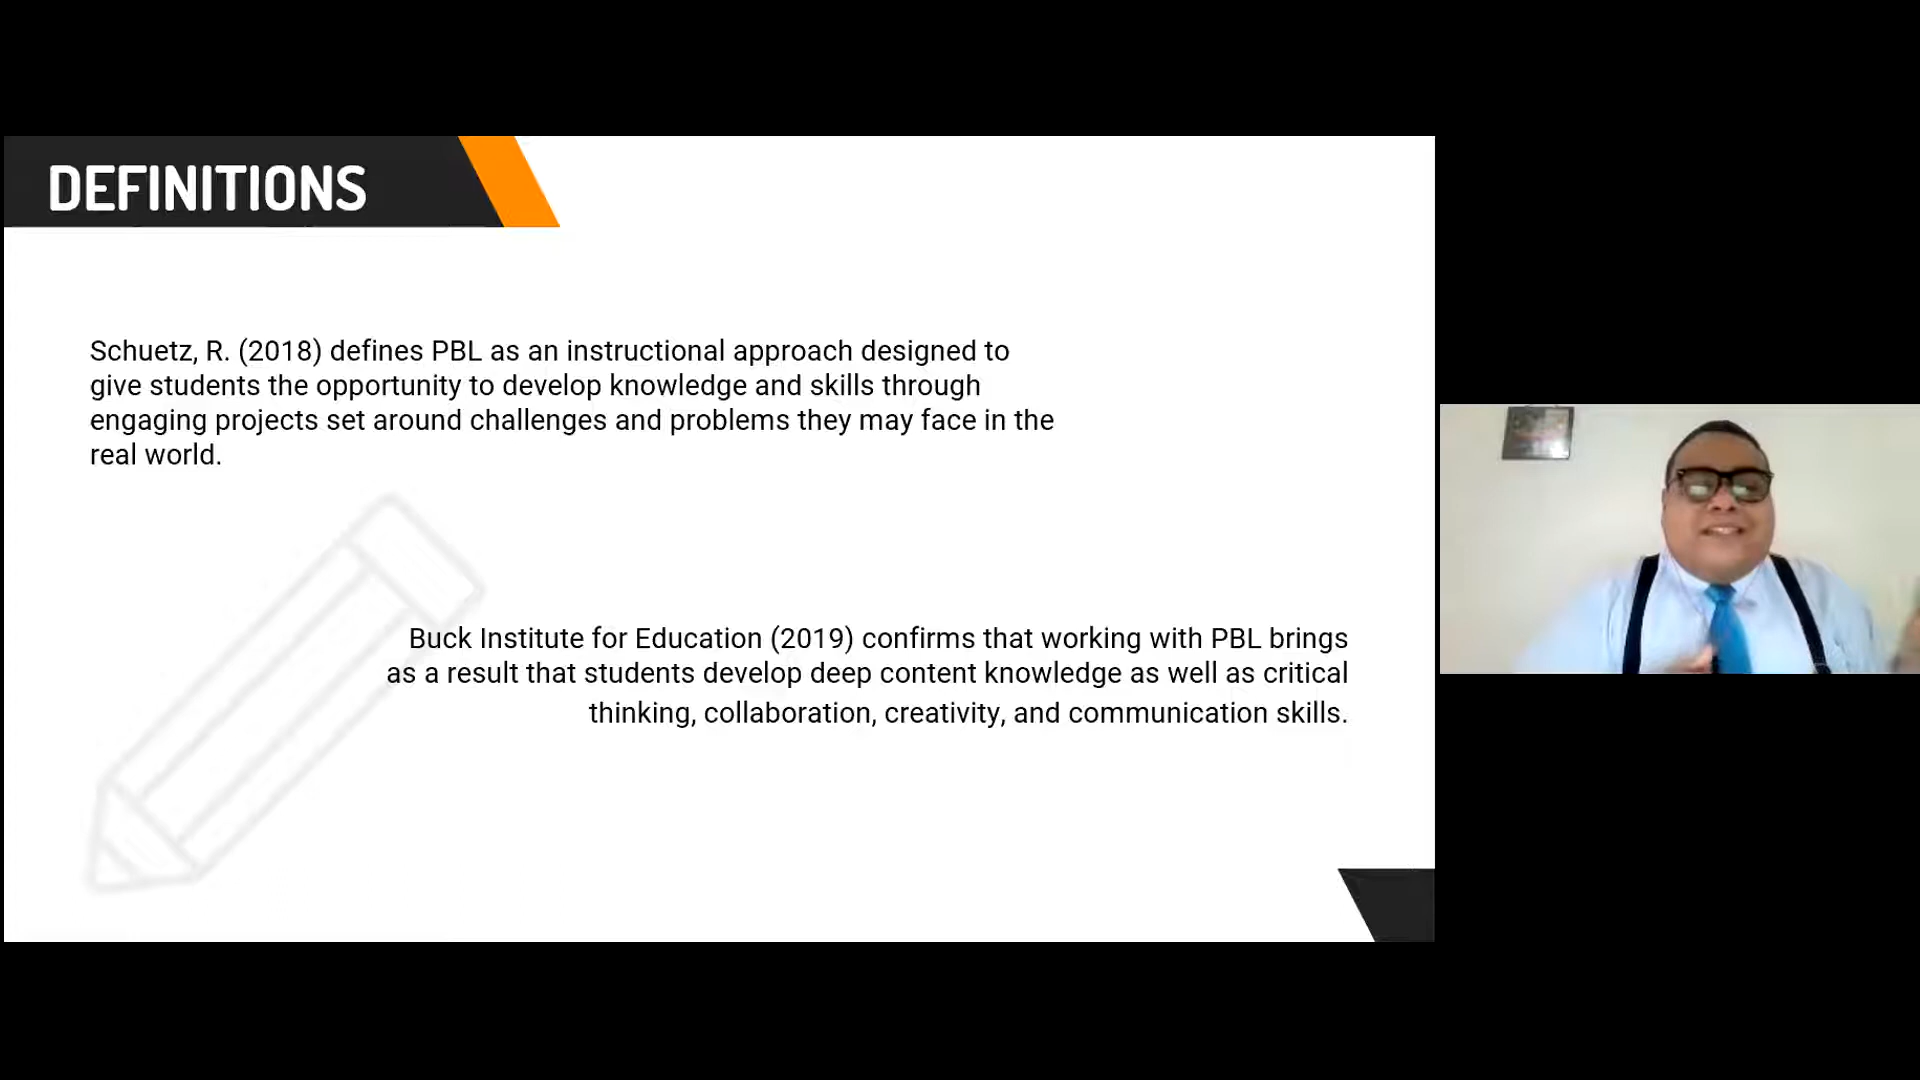 DEFINITIONS
Schuetz, R. (2018) defines PBL as an instructional approach designed to
give students the opportunity to develop knowledge and skills through
engaging projects set around challenges and problems they may face in the
real world.
Buck Institute for Education (2019) confirms that working with PBL brings
as a result that students develop deep content knowledge as well as critical
thinking, collaboration, creativity, and communication skills.